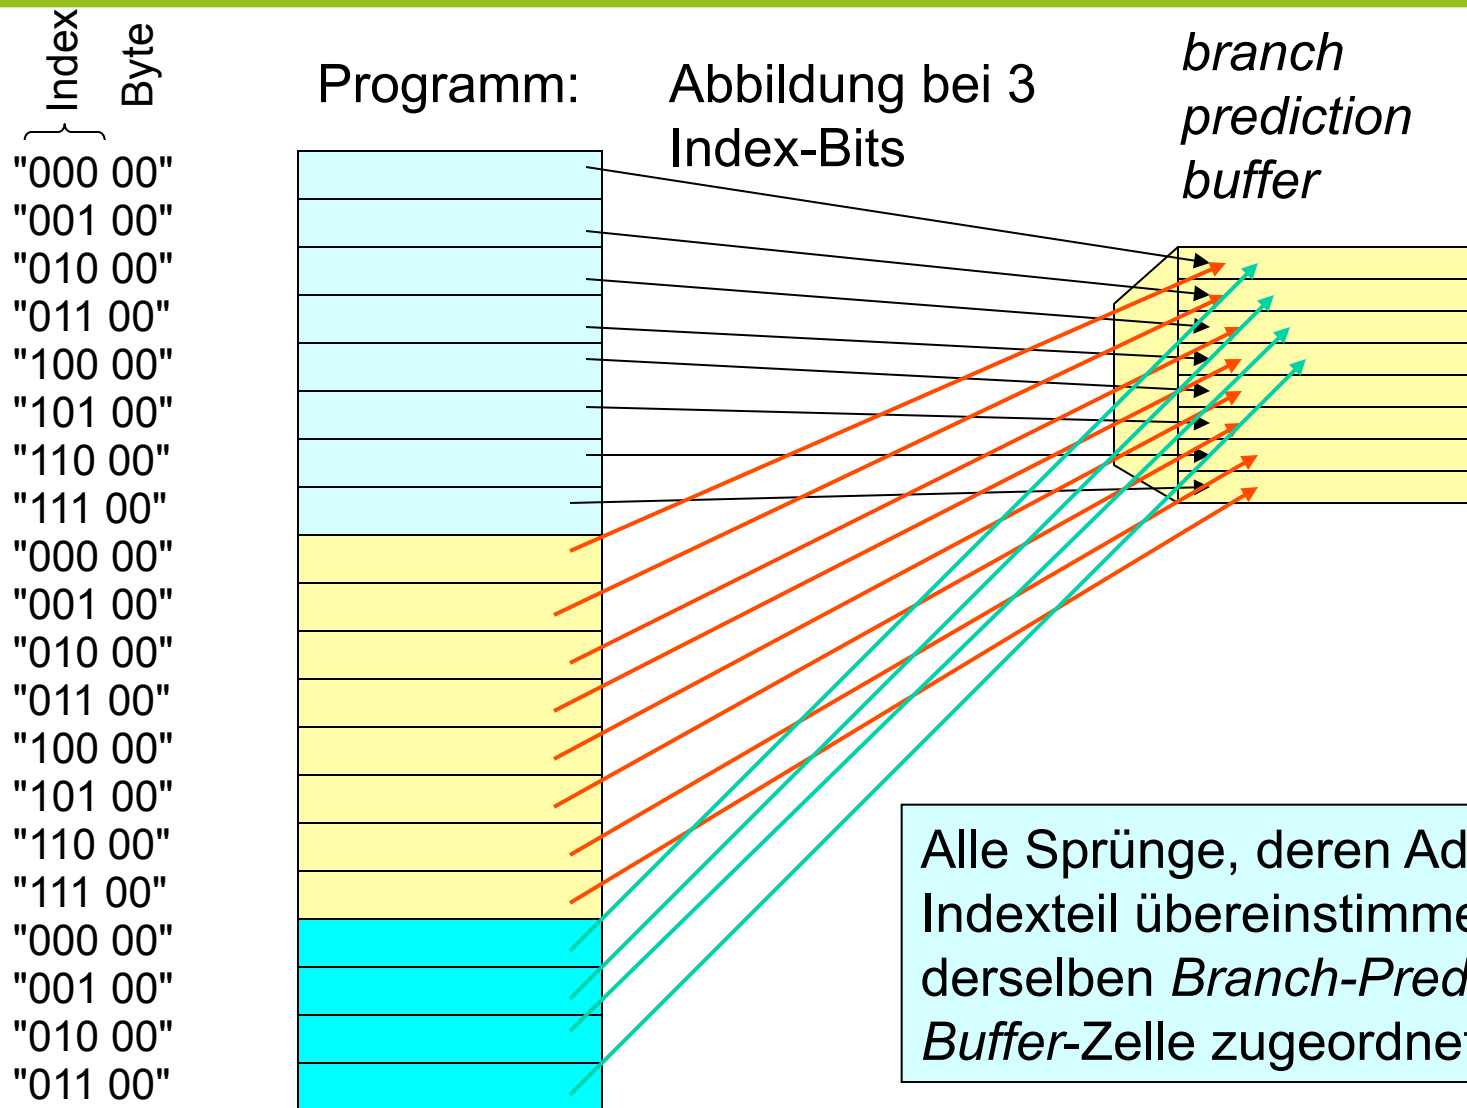 Index
Byte
Programm:
Abbildung bei 3
Index-Bits
branch
prediction
buffer
"000 00"
"001 00"
"010 00"
"011 00"
"100 00"
"101 00"
"110 00"
"111 00"
"000 00"
"001 00"
"010 00"
"011 00"
"100 00"
"101 00"
"110 00"
"111 00"
"000 00"
"001 00"
"010 00"
"011 00"
Alle Sprünge, deren Ad
Indexteil übereinstimme
derselben Branch-Pred
Buffer-Zelle zugeordnet